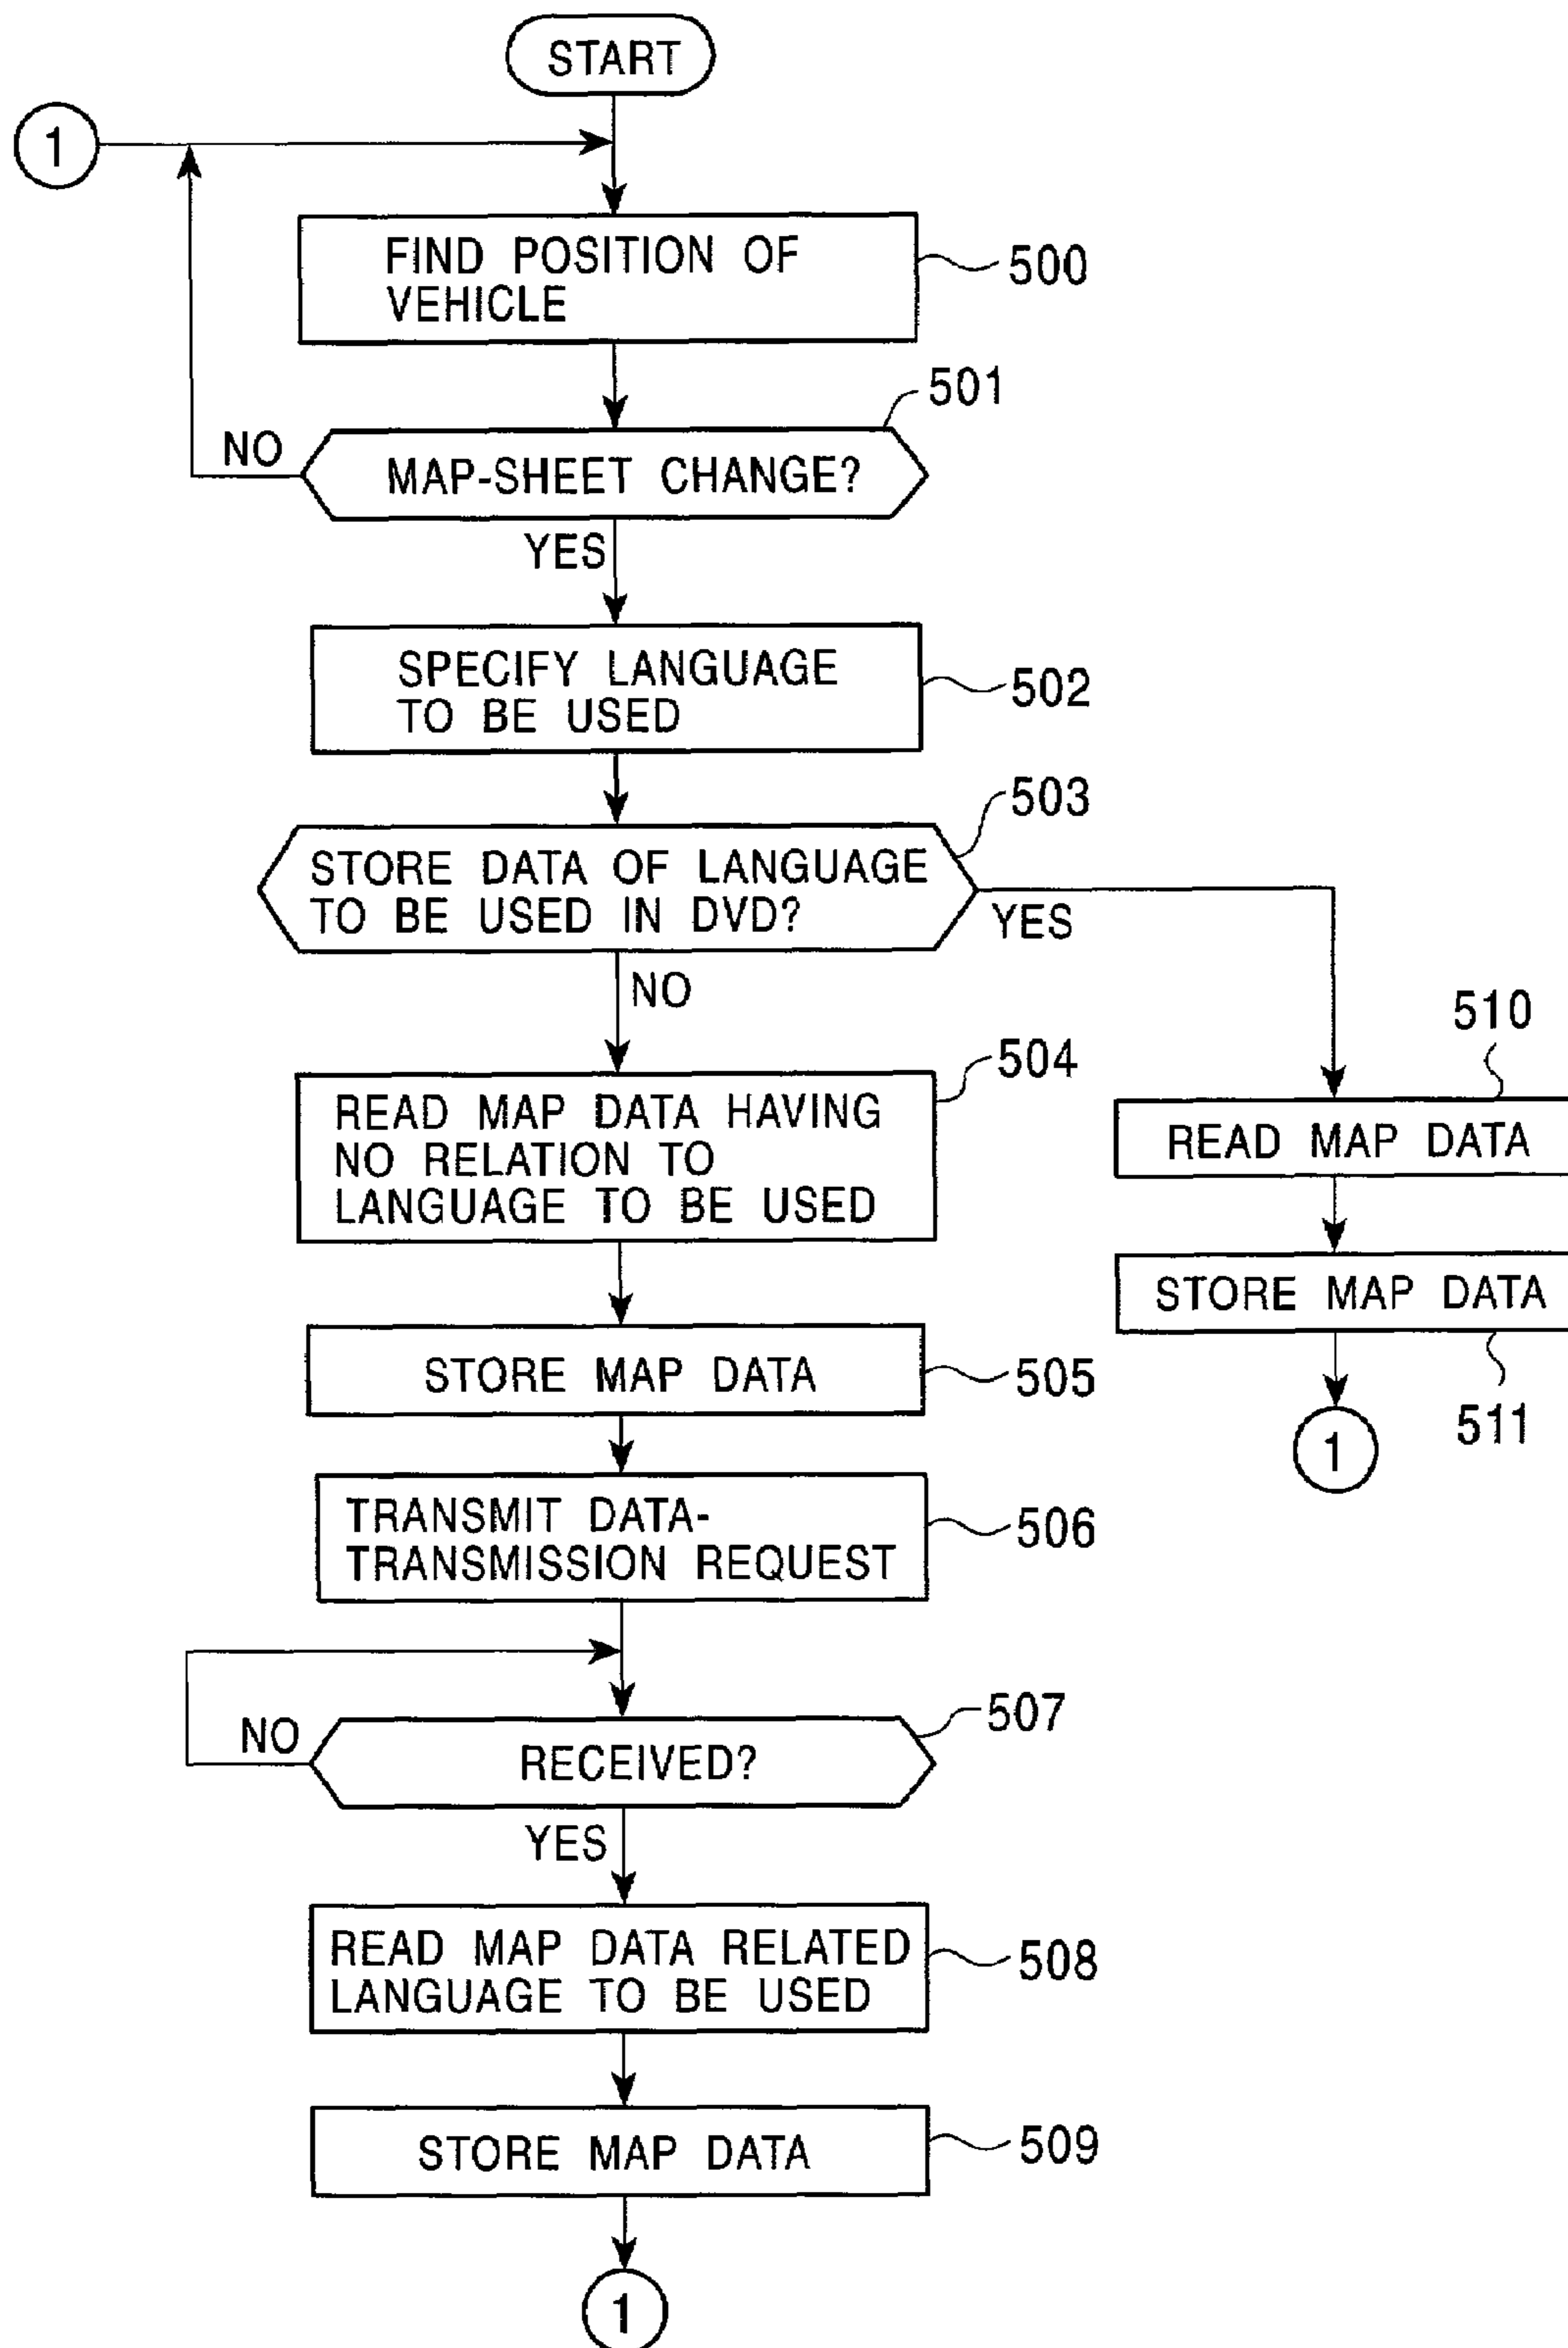 START
1
FIND POSITION OF
VEHICLE
500
501
NO
MAP-SHEET CHANGE?
YES
SPECIFY LANGUAGE
TO BE USED
502
503
STORE DATA OF LANGUAGE
TO BE USED IN DVD?
YES
NO
504
READ MAP DATA HAVING
NO RELATION TO
LANGUAGE TO BE USED
510
READ MAP DATA
STORE MAP DATA
511
1
STORE MAP DATA
505
TRANSMIT DATA-
TRANSMISSION REQUEST
506
507
NO
RECEIVED?
YES
READ MAP DATA RELATED
LANGUAGE TO BE USED
508
STORE MAP DATA
509
1